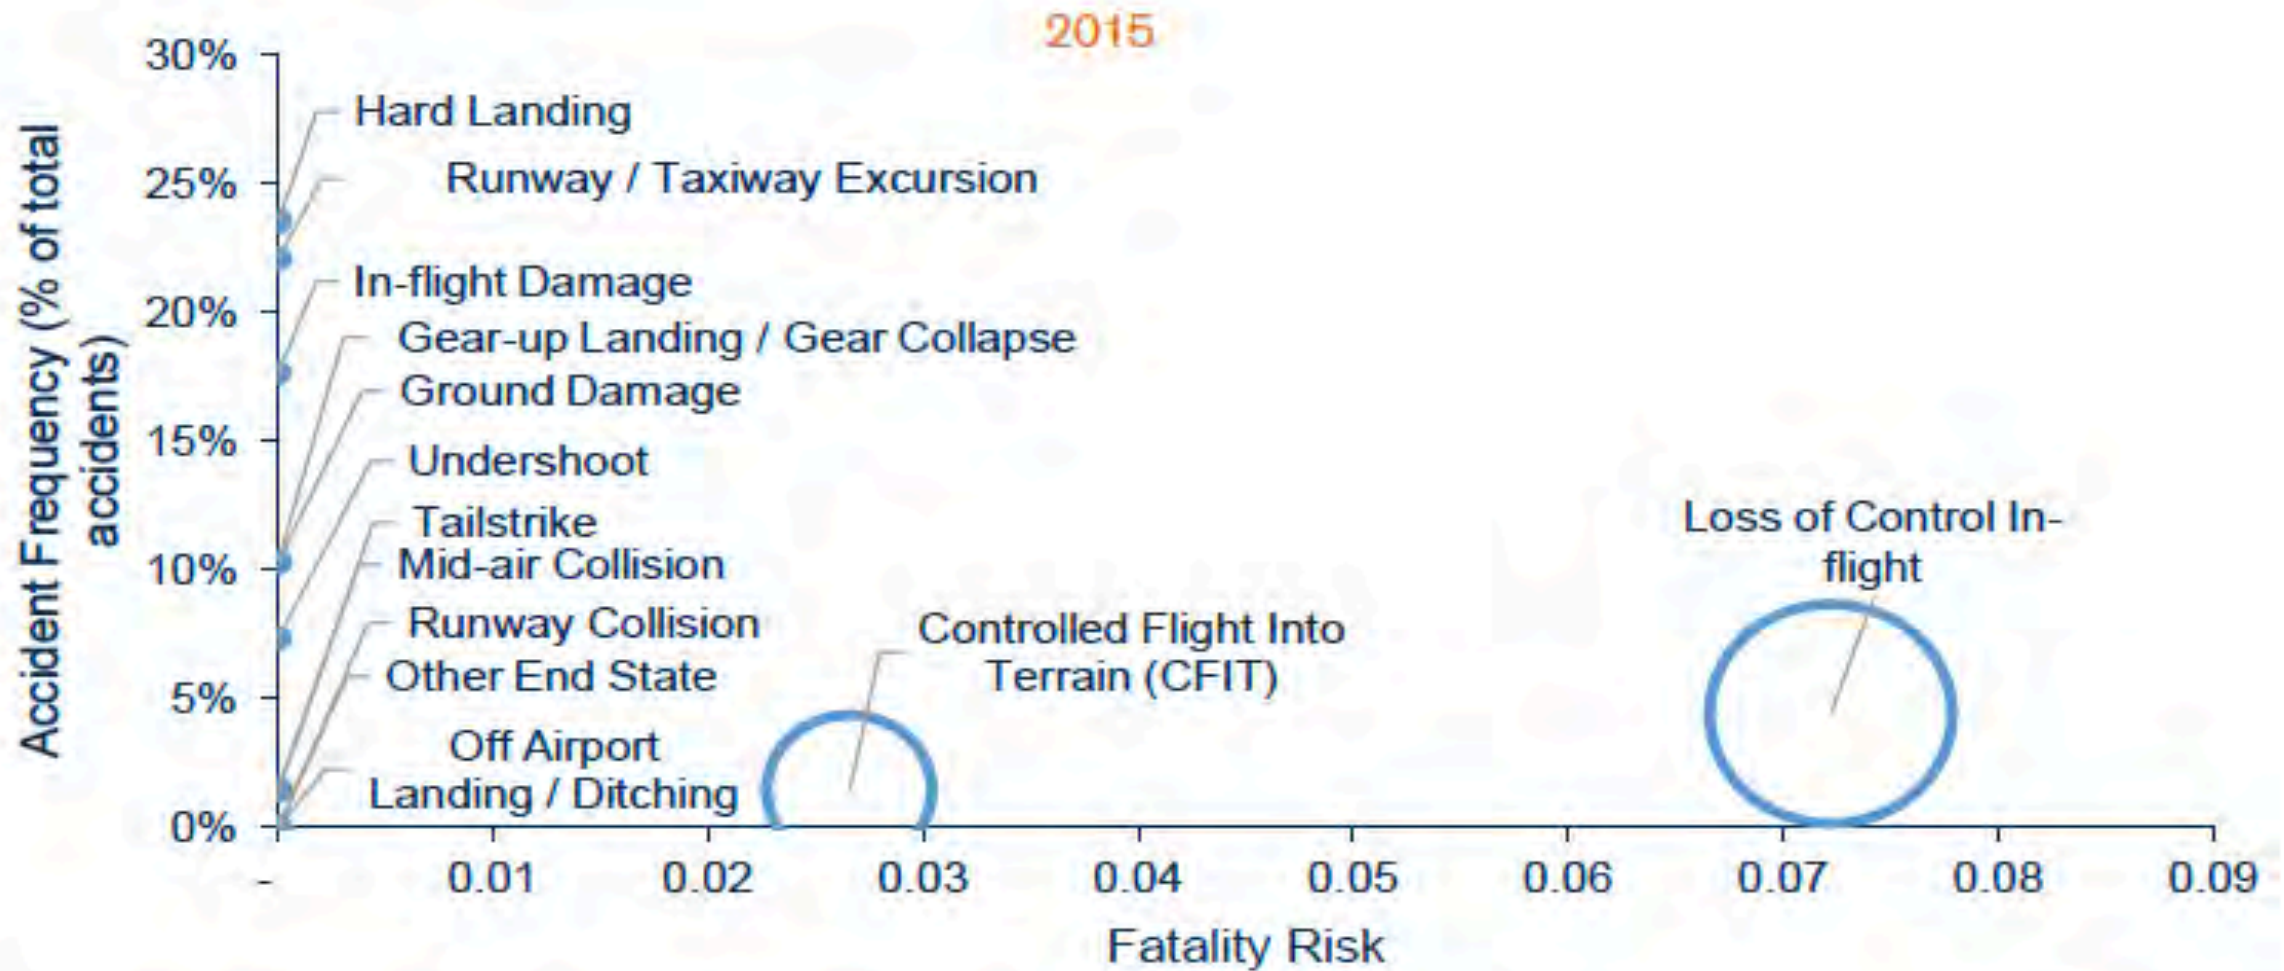 2015
Accident Frequency (% of total
accidents)
30%
25%
20%
15%
10%
5%
0%
Hard Landing
Runway / Taxiway Excursion
In-flight Damage
Gear-up Landing / Gear Collapse
Ground Damage
Undershoot
Tailstrike
Mid-air Collision
Runway Collision
Other End State
Off Airport
Landing / Ditching
Controlled Flight Into
Terrain (CFIT)
Loss of Control In-
flight
- 0.01 0.02 0.03 0.04 0.05 0.06 0.07 0.08 0.09
Fatality Risk